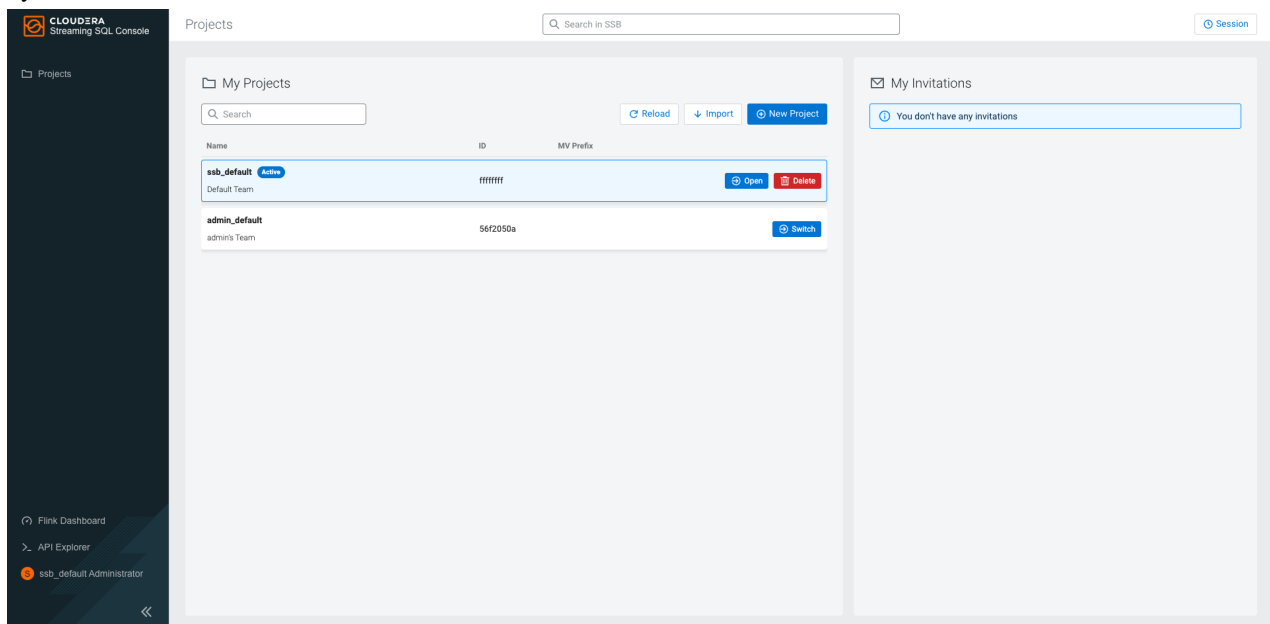 CLOUDERA
Streaming SQL Console
Projects
Search in SSB
Session
Projects
My Projects
Search
Reload
Import
New Project
Name ID MV Prefix
ssb_default Active
Default Team
ffffffff
Open
Delete
admin_default
admin's Team
56f2050a
Switch
My Invitations
You don't have any invitations
Flink Dashboard
API Explorer
S ssb_default Administrator